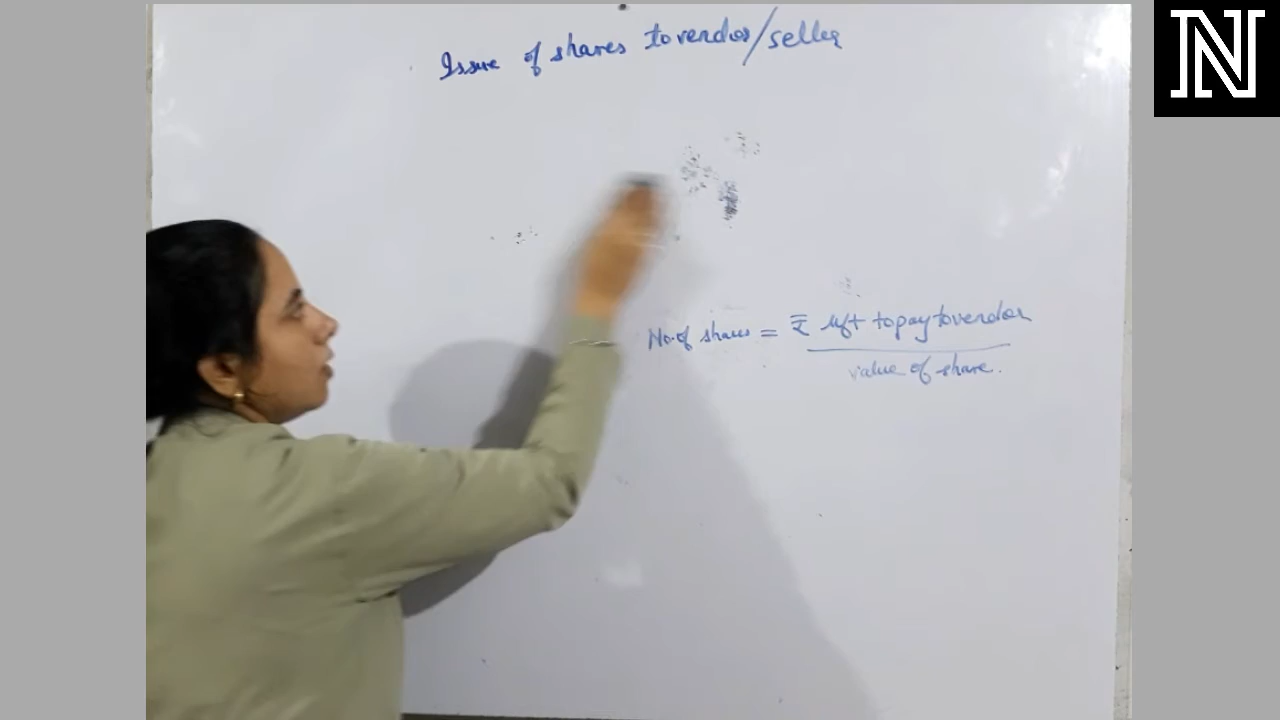 Issue of shares to vendor/seller
N
No. of shares = ₹ left to pay to vendor
value of share.